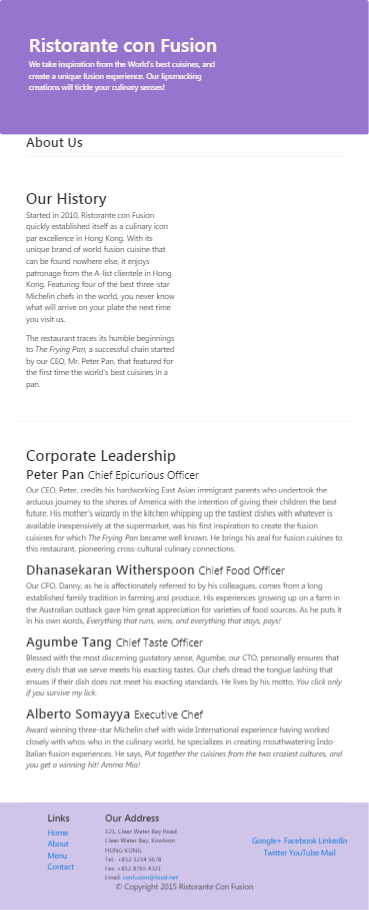 Ristorante con Fusion
We take inspiration from the World's best cuisines, and
create a unique fusion experience. Our lipsmacking
creations will tickle your culinary senses!
About Us
Our History
Started in 2010, Ristorante con Fusion
quickly established itself as a culinary icon
par excellence in Hong Kong. With its
unique brand of world fusion cuisine that
can be found nowhere else, it enjoys
patronage from the A-list clientele in Hong
Kong. Featuring four of the best three-star
Michelin chefs in the world, you never know
what will arrive on your plate the next time
you visit us.
The restaurant traces its humble beginnings
to The Frying Pan, a successful chain started
by our CEO, Mr. Peter Pan, that featured for
the first time the world's best cuisines in a
pan.
Corporate Leadership
Peter Pan Chief Epicurious Officer
Our CEO, Peter, credits his hardworking East Asian immigrant parents who undertook the
arduous journey to the shores of America with the intention of giving their children the best
future. His mother's wizardy in the kitchen whipping up the tastiest dishes with whatever is
available inexpensively at the supermarket, was his first inspiration to create the fusion
cuisines for which The Frying Pan became well known. He brings his zeal for fusion cuisines to
this restaurant, pioneering cross-cultural culinary connections.
Dhanasekaran Witherspoon Chief Food Officer
Our CFO, Danny, as he is affectionately referred to by his colleagues, comes from a long
established family tradition in farming and produce. His experiences growing up on a farm in
the Australian outback gave him great appreciation for varieties of food sources. As he puts it
in his own words, Everything that runs, wins, and everything that stays, pays!
Agumbe Tang Chief Taste Officer
Blessed with the most discerning gustatory sense, Agumbe, our CTO, personally ensures that
every dish that we serve meets his exacting tastes. Our chefs dread the tongue lashing that
ensues if their dish does not meet his exacting standards. He lives by his motto, You click only
if you survive my lick.
Alberto Somayya Executive Chef
Award winning three-star Michelin chef with wide International experience having worked
closely with whos-who in the culinary world, he specializes in creating mouthwatering Indo-
Italian fusion experiences. He says, Put together the cuisines from the two craziest cultures, and
you get a winning hit! Amma Mia!
Links
Home
About
Menu
Contact
Our Address
121, Clear Water Bay Road
Clear Water Bay, Kowloon
HONG KONG
Tel.: +852 1234 5678
Fax: +852 8765 4321
Email: confusion@food.net
Google+ Facebook LinkedIn
Twitter YouTube Mail
© Copyright 2015 Ristorante Con Fusion